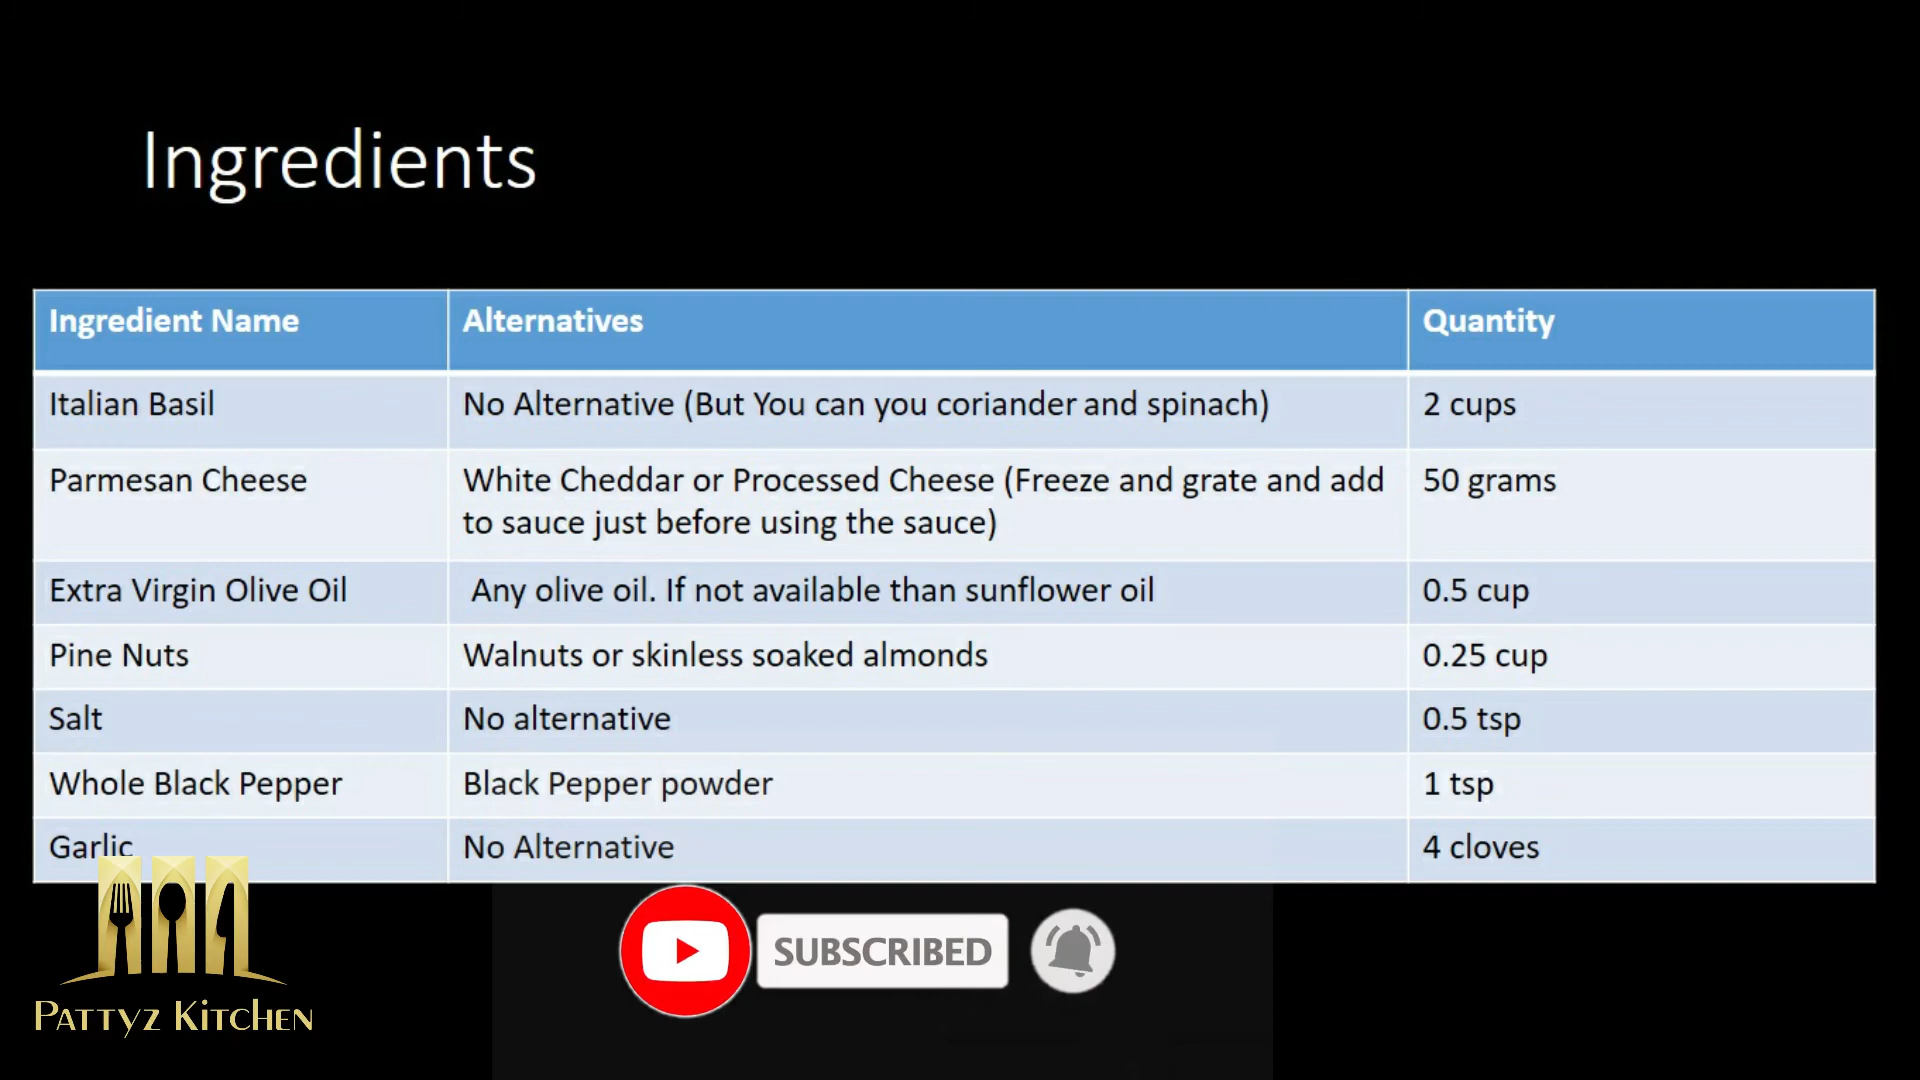 Ingredients
Ingredient Name Alternatives Quantity
Italian Basil No Alternative (But You can you coriander and spinach) 2 cups
Parmesan Cheese White Cheddar or Processed Cheese (Freeze and grate and add 50 grams
to sauce just before using the sauce)
Extra Virgin Olive Oil Any olive oil. If not available than sunflower oil 0.5 cup
Pine Nuts Walnuts or skinless soaked almonds 0.25 cup
Salt No alternative 0.5 tsp
Whole Black Pepper Black Pepper powder 1 tsp
Garlic No Alternative 4 cloves
SUBSCRIBED
PATTYZ KITCHEN